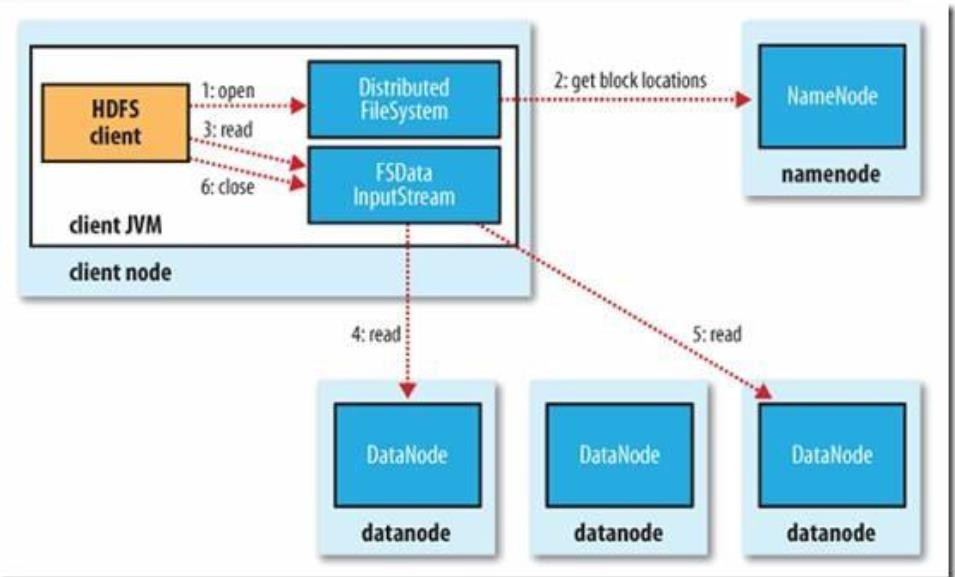 HDFS
client
1: open
3: read
6: close
Distributed
FileSystem
FSData
InputStream
client JVM
client node
2: get block locations
NameNode
namenode
4: read
5: read
DataNode
datanode
DataNode
datanode
DataNode
datanode